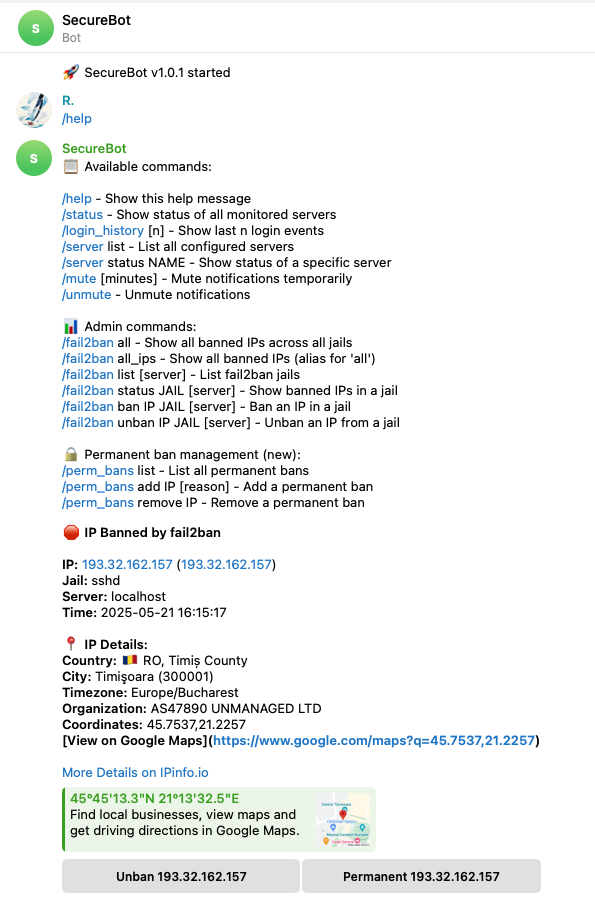 S
SecureBot
Bot
🚀 SecureBot v1.0.1 started
R.
/help
S
SecureBot
📋 Available commands:
/help - Show this help message
/status - Show status of all monitored servers
/login_history [n] - Show last n login events
/server list - List all configured servers
/server status NAME - Show status of a specific server
/mute [minutes] - Mute notifications temporarily
/unmute - Unmute notifications
📊 Admin commands:
/fail2ban all - Show all banned IPs across all jails
/fail2ban all_ips - Show all banned IPs (alias for 'all')
/fail2ban list [server] - List fail2ban jails
/fail2ban status JAIL [server] - Show banned IPs in a jail
/fail2ban ban IP JAIL [server] - Ban an IP in a jail
/fail2ban unban IP JAIL [server] - Unban an IP from a jail
🔒 Permanent ban management (new):
/perm_bans list - List all permanent bans
/perm_bans add IP [reason] - Add a permanent ban
/perm_bans remove IP - Remove a permanent ban
🛑 IP Banned by fail2ban
IP: 193.32.162.157 (193.32.162.157)
Jail: sshd
Server: localhost
Time: 2025-05-21 16:15:17
📍 IP Details:
Country: 🇷🇴 RO, Timiș County
City: Timişoara (300001)
Timezone: Europe/Bucharest
Organization: AS47890 UNMANAGED LTD
Coordinates: 45.7537,21.2257
[View on Google Maps](https://www.google.com/maps?q=45.7537,21.2257)
More Details on IPinfo.io
45°45'13.3"N 21°13'32.5"E
Find local businesses, view maps and
get driving directions in Google Maps.
Unban 193.32.162.157
Permanent 193.32.162.157